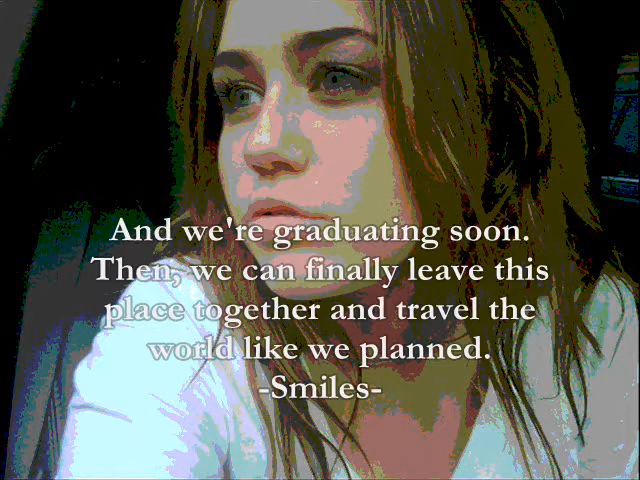 And we're graduating soon.
Then, we can finally leave this
place together and travel the
world like we planned.
-Smiles-